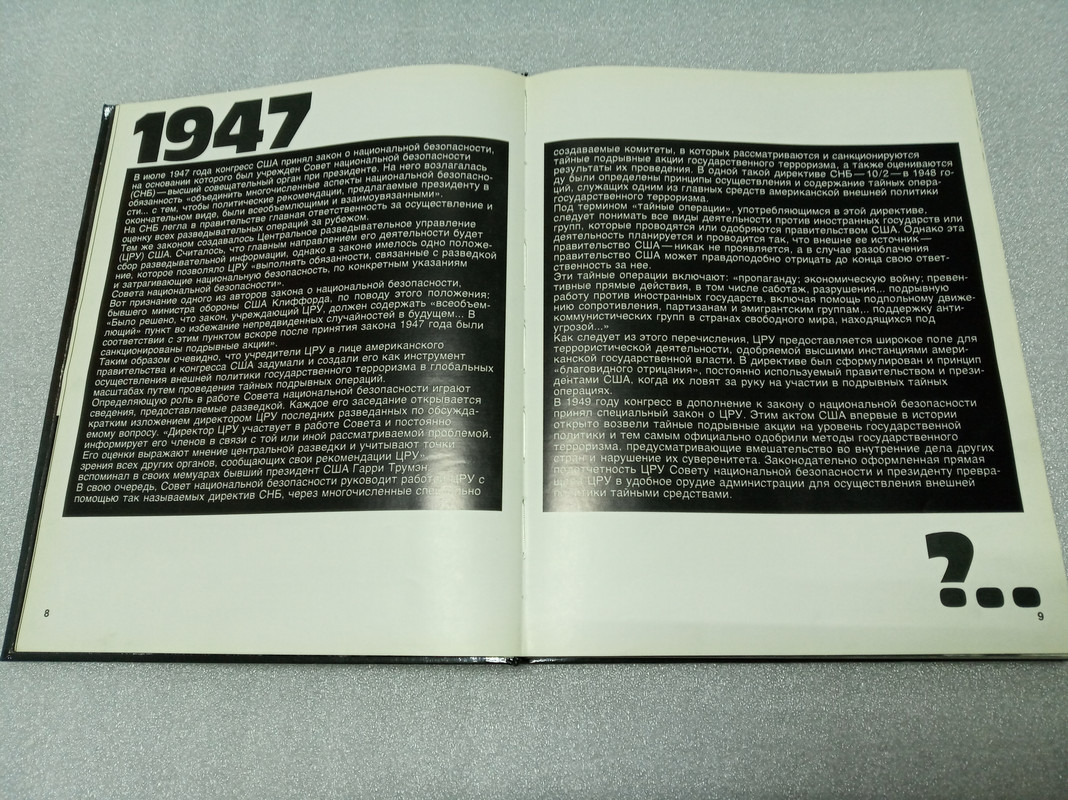 1947
В июле 1947 года конгресс США принял закон о национальной безопасности,
на основании которого был учрежден Совет национальной безопасности
(СНБ) — высший совещательный орган при президенте. На него возлагалась
обязанность «объединить многочисленные аспекты национальной безопасно-
сти... с тем, чтобы политические рекомендации, предлагаемые президенту в
окончательном виде, были всеобъемлющими и взаимоувязанными».
На СНБ легла в правительстве главная ответственность за осуществление и
оценку всех разведывательных операций за рубежом.
Тем же законом создавалось Центральное разведывательное управление
(ЦРУ) США. Считалось, что главным направлением его деятельности будет
сбор разведывательной информации, однако в законе имелось одно положе-
ние, которое позволяло ЦРУ «выполнять обязанности, связанные с разведкой
и затрагивающие национальную безопасность, по конкретным указаниям
Совета национальной безопасности».
Вот признание одного из авторов закона о национальной безопасности,
бывшего министра обороны США Клиффорда, по поводу этого положения:
«Было решено, что закон, учреждающий ЦРУ, должен содержать «всеобъем-
лющий» пункт во избежание непредвиденных случайностей в будущем... В
соответствии с этим пунктом вскоре после принятия закона 1947 года были
санкционированы подрывные акции».
Таким образом очевидно, что учредители ЦРУ в лице американского
правительства и конгресса США задумали и создали его как инструмент
осуществления внешней политики государственного терроризма в глобальных
масштабах путем проведения тайных подрывных операций.
Определяющую роль в работе Совета национальной безопасности играют
сведения, предоставляемые разведкой. Каждое его заседание открывается
кратким изложением директором ЦРУ последних разведданных по обсужда-
емому вопросу. «Директор ЦРУ участвует в работе Совета и постоянно
информирует его членов в связи с той или иной рассматриваемой проблемой.
Его оценки выражают мнение центральной разведки и учитывают точки
зрения всех других органов, сообщающих свои рекомендации ЦРУ»,—
вспоминал в своих мемуарах бывший президент США Гарри Трумэн.
В свою очередь, Совет национальной безопасности руководит работой ЦРУ с
помощью так называемых директив СНБ, через многочисленные специально
8
создаваемые комитеты, в которых рассматриваются и санкционируются
тайные подрывные акции государственного терроризма, а также оцениваются
результаты их проведения. В одной такой директиве СНБ — 10/2 — в 1948 го-
ду были определены принципы осуществления и содержание тайных опера-
ций, служащих одним из главных средств американской внешней политики
государственного терроризма.
Под термином «тайные операции», употребляющимся в этой директиве,
следует понимать все виды деятельности против иностранных государств или
групп, которые проводятся или одобряются правительством США. Однако эта
деятельность планируется и проводится так, что внешне ее источник —
правительство США — никак не проявляется, а в случае разоблачения
правительство США может правдоподобно отрицать до конца свою ответ-
ственность за нее.
Эти тайные операции включают: «пропаганду; экономическую войну; превен-
тивные прямые действия, в том числе саботаж, разрушения,.. подрывную
работу против иностранных государств, включая помощь подпольному движе-
нию сопротивления, партизанам и эмигрантским группам,.. поддержку анти-
коммунистических групп в странах свободного мира, находящихся под
угрозой...»
Как следует из этого перечисления, ЦРУ предоставляется широкое поле для
террористической деятельности, одобряемой высшими инстанциями амери-
канской государственной власти. В директиве был сформулирован и принцип
«благовидного отрицания», постоянно используемый правительством и прези-
дентами США, когда их ловят за руку на участии в подрывных тайных
операциях.
В 1949 году конгресс в дополнение к закону о национальной безопасности
принял специальный закон о ЦРУ. Этим актом США впервые в истории
открыто возвели тайные подрывные акции на уровень государственной
политики и тем самым официально одобрили методы государственного
терроризма, предусматривающие вмешательство во внутренние дела других
стран и нарушение их суверенитета. Законодательно оформленная прямая
подотчетность ЦРУ Совету национальной безопасности и президенту превра-
щала ЦРУ в удобное орудие администрации для осуществления внешней
политики тайными средствами.
?...
9